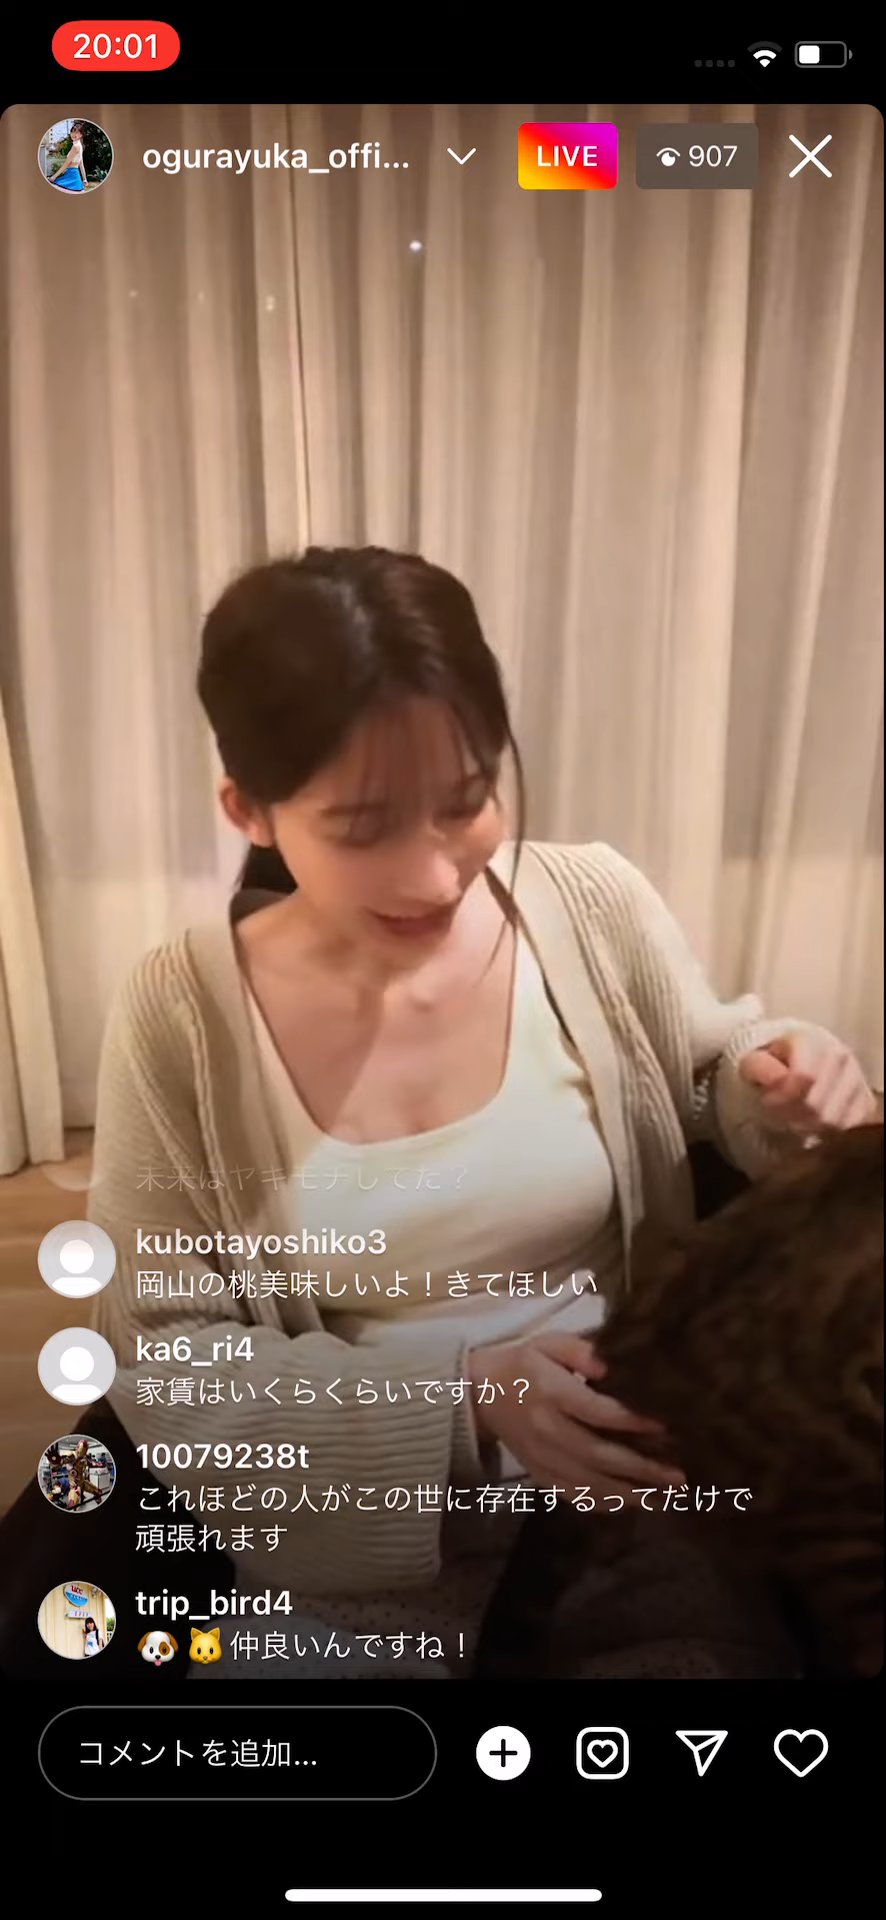 20:01
ogurayuka_offi...
LIVE
907
未来はヤキモチしてた？
kubotayoshiko3
岡山の桃美味しいよ！きてほしい
ka6_ri4
家賃はいくらくらいですか？
10079238t
これほどの人がこの世に存在するってだけで
頑張れます
trip_bird4
🐶🐱仲良いんですね！
コメントを追加...